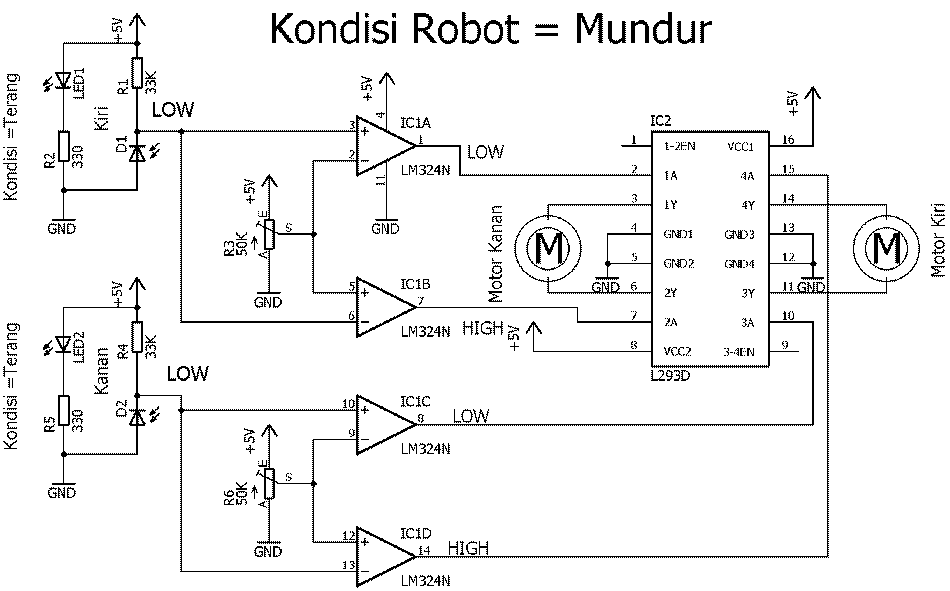 Kondisi Robot = Mundur
+5V
Kondisi =Terang
LED1
R1
33K
Kiri
LOW
R2
330
D1
GND
+5V
3
2
4
11
1
IC1A
LM324N
LOW
GND
+5V
R3
50K
E
S
A
GND
5
6
7
IC1B
LM324N
HIGH
Motor Kanan
M
IC2
1
1-2EN
VCC1
16
+5V
2
1A
4A
15
3
1Y
4Y
14
4
GND1
GND3
13
5
GND2
GND4
12
GND
GND
6
2Y
3Y
11
7
2A
3A
10
8
VCC2
3-4EN
9
L293D
+5V
M
Motor Kiri
+5V
Kondisi =Terang
LED2
R4
33K
Kanan
LOW
R5
330
D2
GND
10
9
8
IC1C
LM324N
LOW
+5V
R6
50K
E
S
A
GND
12
13
14
IC1D
LM324N
HIGH